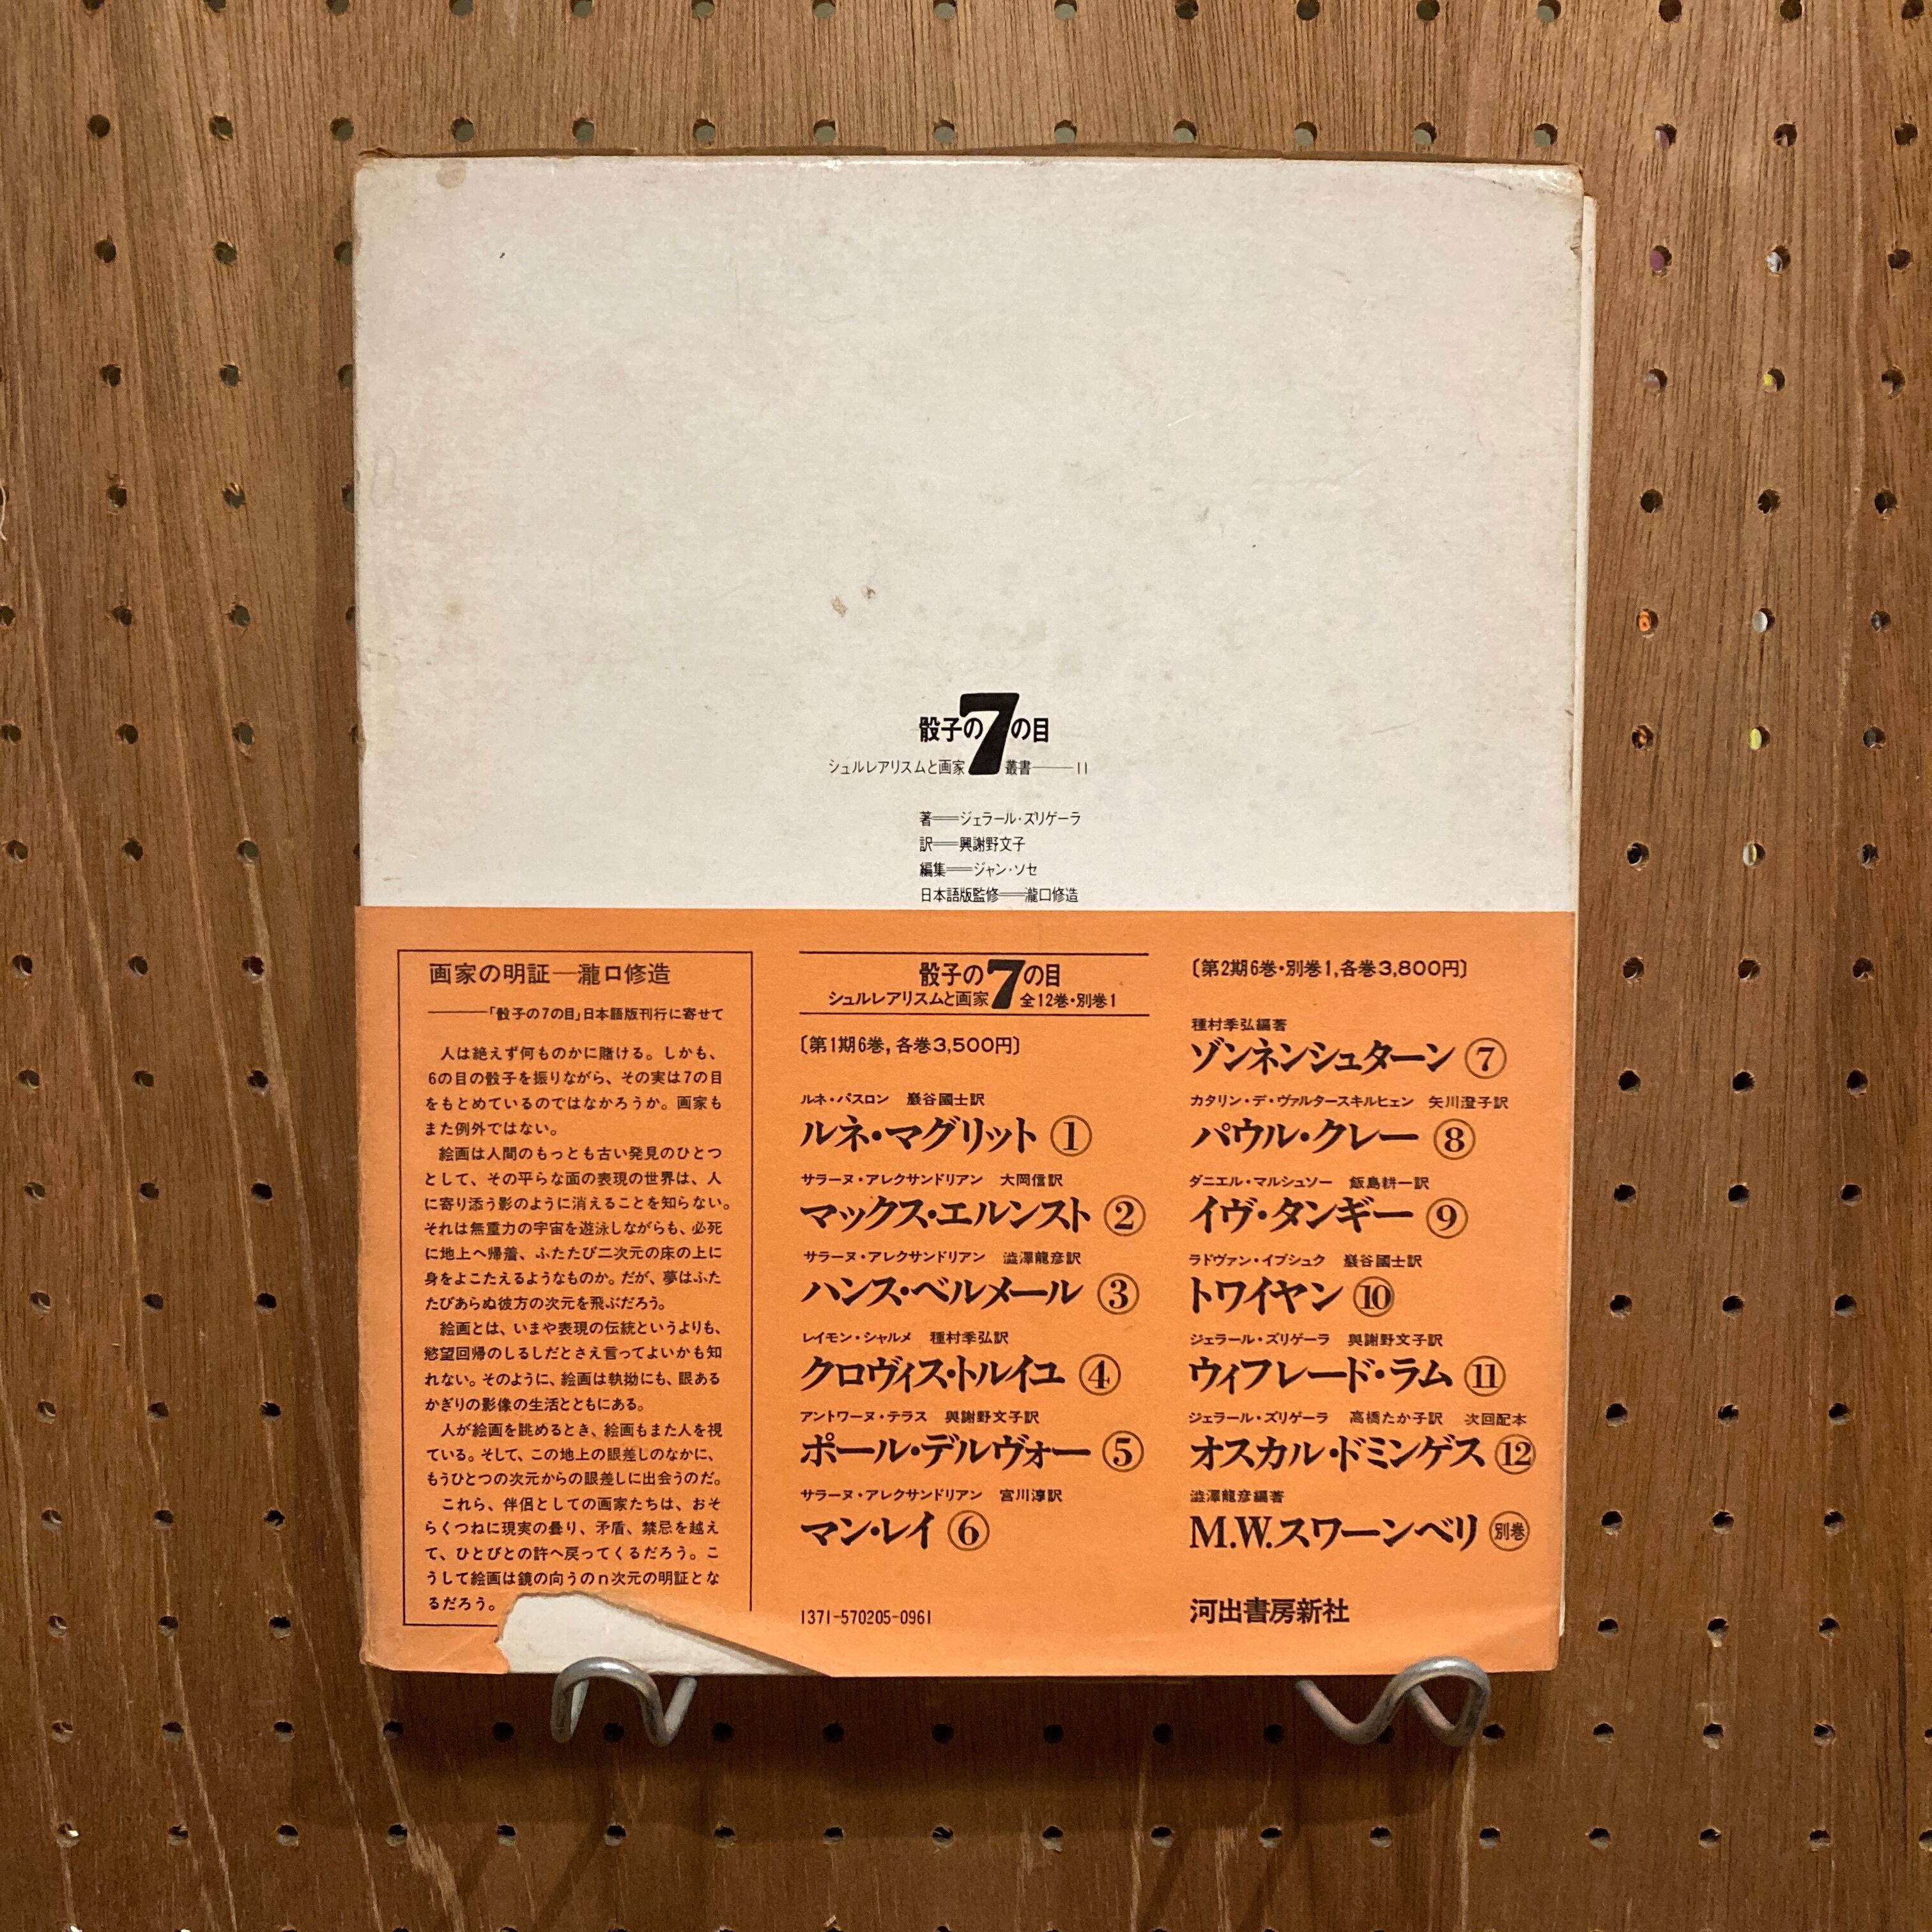 骰子の7の目
シュルレアリスムと画家 叢書――11
著══ジェラール・ズリゲーラ
訳══與謝野文子
編集══ジャン・ソセ
日本語版監修══瀧口修造
画家の明証―瀧口修造
――――「骰子の7の目」日本語版刊行に寄せて
人は絶えず何ものかに賭ける。しかも、
6の目の骰子を振りながら、その実は7の目
をもとめているのではなかろうか。画家も
また例外ではない。
絵画は人間のもっとも古い発見のひとつ
として、その平らな面の表現の世界は、人
に寄り添う影のように消えることを知らない。
それは無重力の宇宙を遊泳しながらも、必死
に地上へ帰着、ふたたび二次元の床の上に
身をよこたえるようなものか。だが、夢はふた
たびあらぬ彼方の次元を飛ぶだろう。
絵画とは、いまや表現の伝統というよりも、
慾望回帰のしるしだとさえ言ってよいかも知
れない。そのように、絵画は執拗にも、眼ある
かぎりの影像の生活とともにある。
人が絵画を眺めるとき、絵画もまた人を視
ている。そして、この地上の眼差しのなかに、
もうひとつの次元からの眼差しに出会うのだ。
これら、伴侶としての画家たちは、おそ
らくつねに現実の曇り、矛盾、禁忌を越え
て、ひとびとの許へ戻ってくるだろう。こ
うして絵画は鏡の向うのn次元の明証とな
るだろう。
骰子の7の目
シュルレアリスムと画家 全12巻・別巻1
〔第1期6巻,各巻3,500円〕
ルネ・パスロン 巖谷國士訳
ルネ・マグリット ①
サラーヌ・アレクサンドリアン 大岡信訳
マックス・エルンスト ②
サラーヌ・アレクサンドリアン 澁澤龍彦訳
ハンス・ベルメール ③
レイモン・シャルメ 種村季弘訳
クロヴィス・トルイユ ④
アントワーヌ・テラス 與謝野文子訳
ポール・デルヴォー ⑤
サラーヌ・アレクサンドリアン 宮川淳訳
マン・レイ ⑥
1371-570205-0961
〔第2期6巻・別巻1,各巻3,800円〕
種村季弘編著
ゾンネンシュターン ⑦
カタリン・デ・ヴァルタースキルヒェン 矢川澄子訳
パウル・クレー ⑧
ダニエル・マルシェソー 飯島耕一訳
イヴ・タンギー ⑨
ラドヴァン・イブシュク 巖谷國士訳
トワイヤン ⑩
ジェラール・ズリゲーラ 與謝野文子訳
ウィフレード・ラム ⑪
ジェラール・ズリゲーラ 高橋たか子訳 次回配本
オスカル・ドミンゲス ⑫
澁澤龍彦編著
M.W.スワーンベリ 別巻
河出書房新社